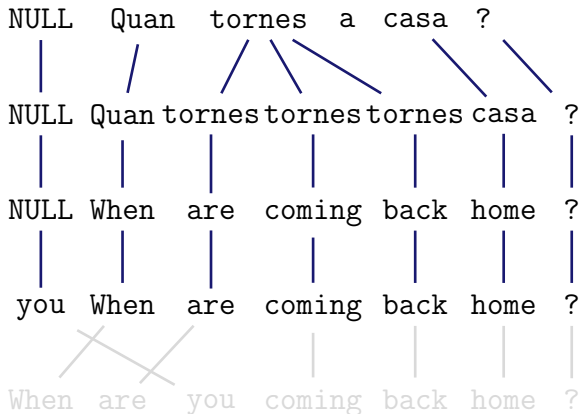 NULL Quan tornes a casa ?
NULL Quan tornes tornes tornes casa ?
NULL When are coming back home ?
you When are coming back home ?
When are you coming back home ?